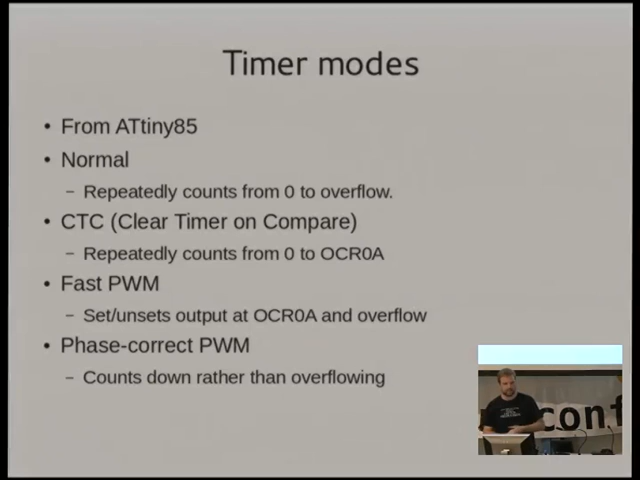 Timer modes
• From ATtiny85
• Normal
– Repeatedly counts from 0 to overflow.
• CTC (Clear Timer on Compare)
– Repeatedly counts from 0 to OCR0A
• Fast PWM
– Set/unsets output at OCR0A and overflow
• Phase-correct PWM
– Counts down rather than overflowing
conf